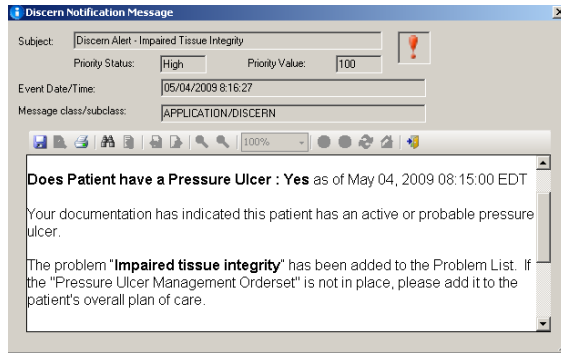 Discern Notification Message
Subject: Discern Alert - Impaired Tissue Integrity
Priority Status: High Priority Value: 100
Event Date/Time: 05/04/2009 8:16:27
Message class/subclass: APPLICATION/DISCERN
100%
Does Patient have a Pressure Ulcer : Yes as of May 04, 2009 08:15:00 EDT
Your documentation has indicated this patient has an active or probable pressure
ulcer.
The problem "Impaired tissue integrity" has been added to the Problem List. If
the "Pressure Ulcer Management Orderset" is not in place, please add it to the
patient's overall plan of care.